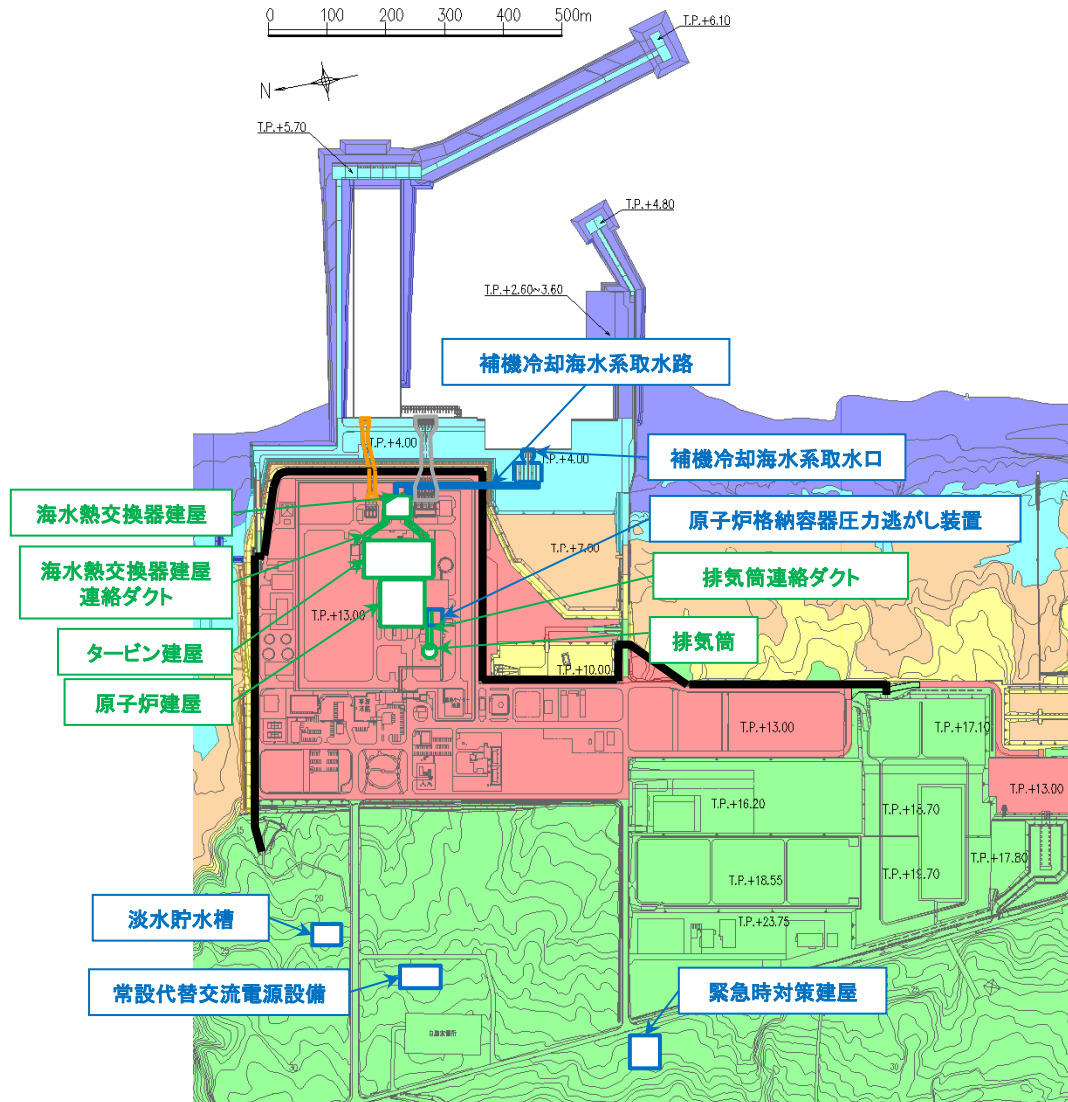 0 100 200 300 400 500m
T.P.+6.10
N
T.P.+5.70
T.P.+4.80
T.P.+2.60~3.60
補機冷却海水系取水路
T.P.+4.00
T.P.+4.00
補機冷却海水系取水口
海水熱交換器建屋
原子炉格納容器圧力逃がし装置
T.P.+7.00
海水熱交換器建屋
連絡ダクト
排気筒連絡ダクト
T.P.+13.00
タービン建屋
排気筒
T.P.+10.00
原子炉建屋
T.P.+13.00
T.P.+17.10
T.P.+13.00
T.P.+16.20
T.P.+18.70
T.P.+17.80
T.P.+19.70
T.P.+18.55
15
20
淡水貯水槽
T.P.+23.75
25
常設代替交流電源設備
緊急時対策建屋
25
25
30
30